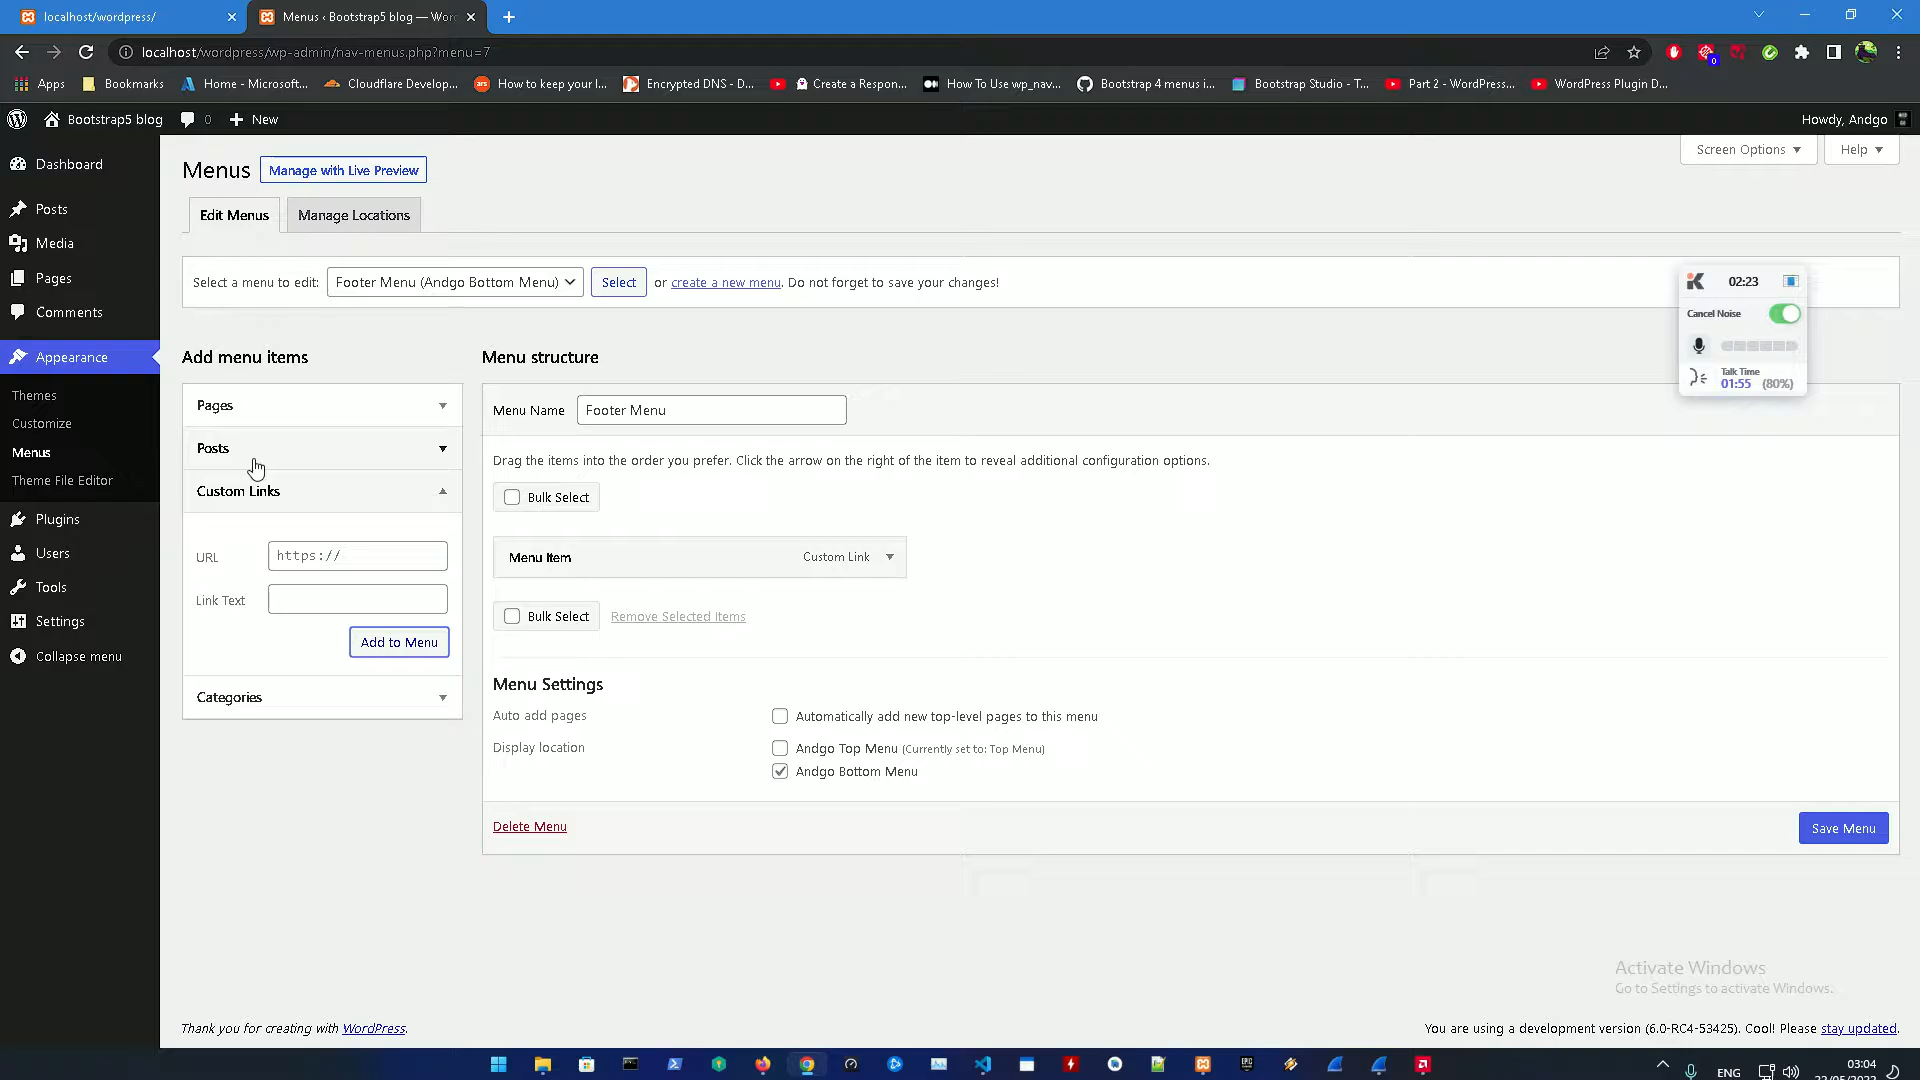 localhost/wordpress/
Menus ‹ Bootstrap5 blog — Wor
localhost/wordpress/wp-admin/nav-menus.php?menu=7
Apps
Bookmarks
Home - Microsoft...
Cloudflare Develop...
How to keep your l...
Encrypted DNS - D...
Create a Respon...
How To Use wp_nav...
Bootstrap 4 menus i...
Bootstrap Studio - T...
Part 2 - WordPress...
WordPress Plugin D...
Bootstrap5 blog
0
New
Howdy, Andgo
Dashboard
Posts
Media
Pages
Comments
Appearance
Themes
Customize
Menus
Theme File Editor
Plugins
Users
Tools
Settings
Collapse menu
Menus
Manage with Live Preview
Screen Options
Help
Edit Menus
Manage Locations
Select a menu to edit:
Footer Menu (Andgo Bottom Menu)
Select
or create a new menu. Do not forget to save your changes!
02:23
Cancel Noise
Talk Time
01:55 (80%)
Add menu items
Pages
Posts
Custom Links
URL
https://
Link Text
Add to Menu
Categories
Menu structure
Menu Name
Footer Menu
Drag the items into the order you prefer. Click the arrow on the right of the item to reveal additional configuration options.
Bulk Select
Menu Item
Custom Link
Bulk Select
Remove Selected Items
Menu Settings
Auto add pages
Automatically add new top-level pages to this menu
Display location
Andgo Top Menu (Currently set to: Top Menu)
Andgo Bottom Menu
Delete Menu
Save Menu
Activate Windows
Go to Settings to activate Windows.
Thank you for creating with WordPress.
You are using a development version (6.0-RC4-53425). Cool! Please stay updated.
ENG
03:04